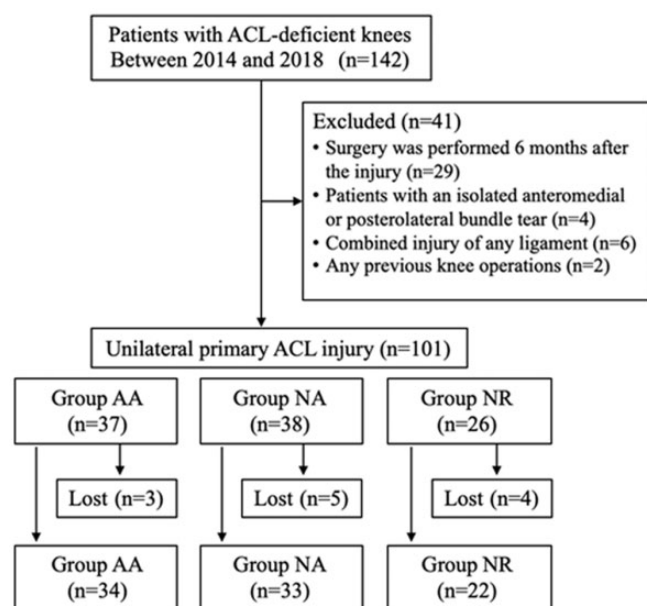 Patients with ACL-deficient knees
Between 2014 and 2018 (n=142)
Excluded (n=41)
• Surgery was performed 6 months after
the injury (n=29)
• Patients with an isolated anteromedial
or posterolateral bundle tear (n=4)
• Combined injury of any ligament (n=6)
• Any previous knee operations (n=2)
Unilateral primary ACL injury (n=101)
Group AA
(n=37)
Group NA
(n=38)
Group NR
(n=26)
Lost (n=3)
Lost (n=5)
Lost (n=4)
Group AA
(n=34)
Group NA
(n=33)
Group NR
(n=22)